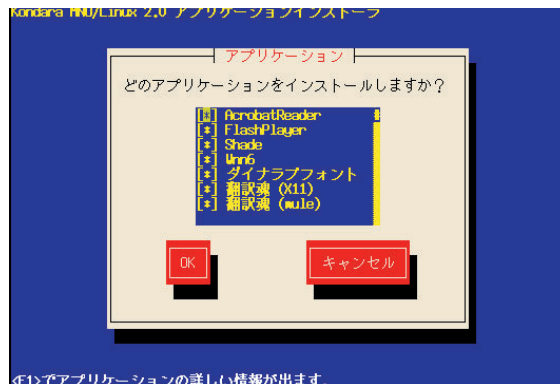 Kondara MNU/Linux 2.0 アプリケーションインストーラ
アプリケーション
どのアプリケーションをインストールしますか？
[*] AcrobatReader
[*] FlashPlayer
[*] Shade
[*] Wnn6
[*] ダイナラブフォント
[*] 翻訳魂 (X11)
[*] 翻訳魂 (mule)
OK キャンセル
<F1>でアプリケーションの詳しい情報が出ます。